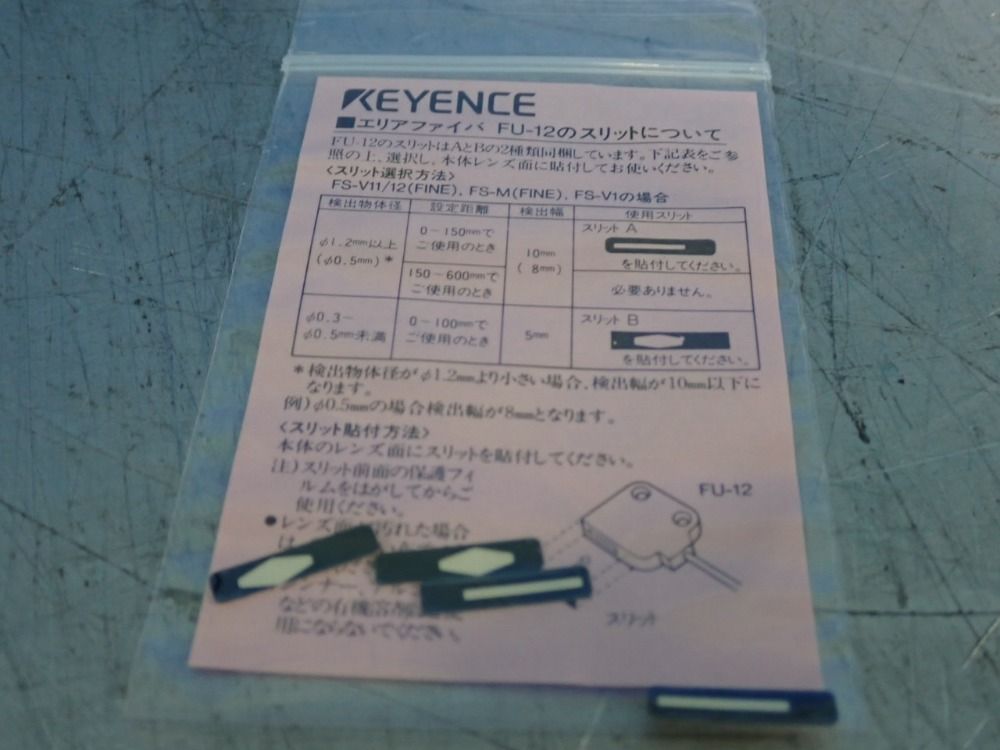 KEYENCE
■エリアファイバ FU-12のスリットについて
FU-12のスリットはAとBの2種類同梱しています。下記表をご参
照の上、選択し、本体レンズ面に貼付してお使いください。
〈スリット選択方法〉
FS-V11/12(FINE)、FS-M(FINE)、FS-V1の場合
検出物体径 設定距離 検出幅 使用スリット
φ1.2mm以上
(φ0.5mm)*
0~150mmで
ご使用のとき
10mm
(8mm)
スリット A
を貼付してください。
150~600mmで
ご使用のとき
必要ありません。
φ0.3~
φ0.5mm未満
0~100mmで
ご使用のとき
5mm
スリット B
を貼付してください。
*検出物体径がφ1.2mmより小さい場合、検出幅が10mm以下に
なります。
例)φ0.5mmの場合検出幅が8mmとなります。
〈スリット貼付方法〉
本体のレンズ面にスリットを貼付してください。
注)スリット前面の保護フィ
ルムをはがしてからご
使用ください。
●レンズ面 汚れた場合
は
などの有機溶剤
用にならないでください。
FU-12
スリット